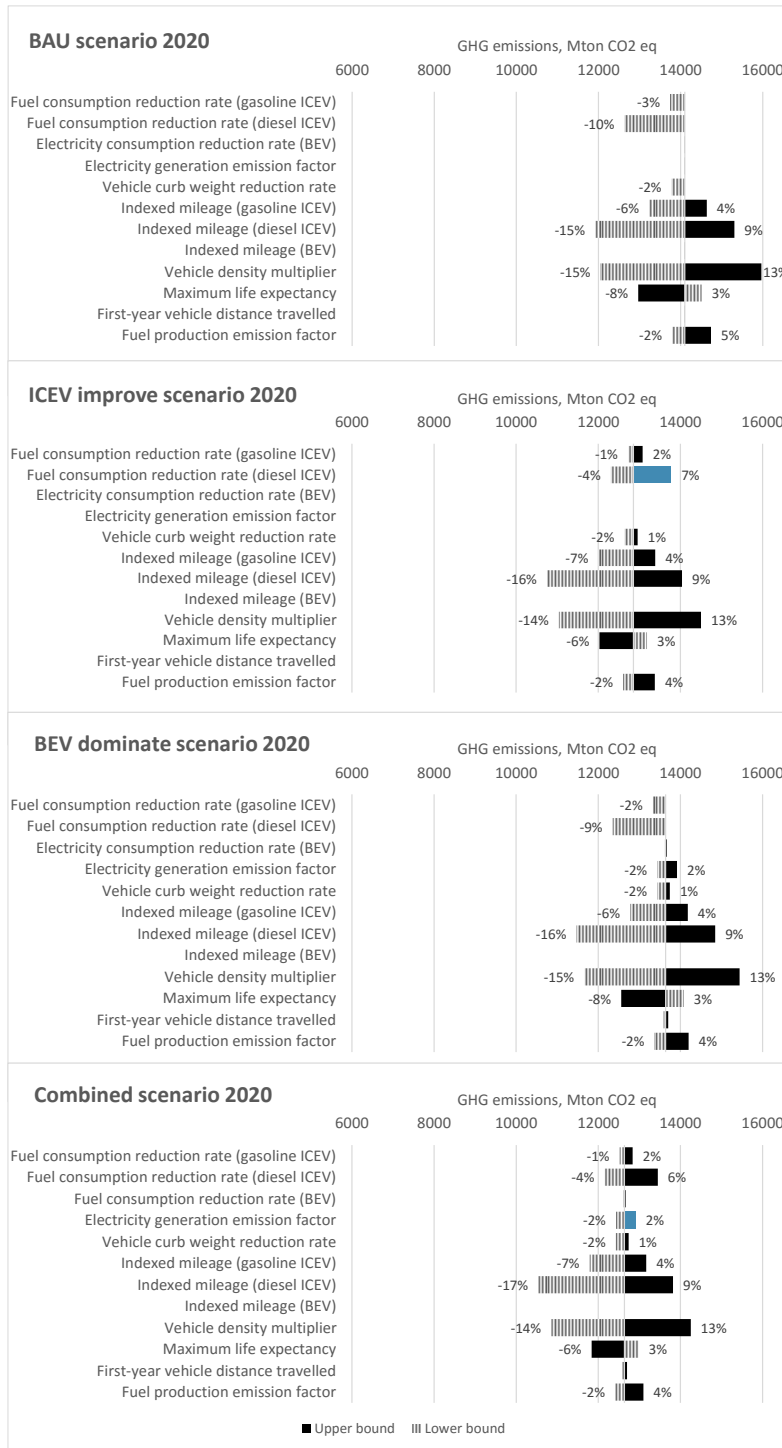 BAU scenario 2020
GHG emissions, Mton CO2 eq
6000 8000 10000 12000 14000 16000
Fuel consumption reduction rate (gasoline ICEV) -3%
Fuel consumption reduction rate (diesel ICEV) -10%
Electricity consumption reduction rate (BEV)
Electricity generation emission factor
Vehicle curb weight reduction rate -2%
Indexed mileage (gasoline ICEV) -6% 4%
Indexed mileage (diesel ICEV) -15% 9%
Indexed mileage (BEV)
Vehicle density multiplier -15% 13%
Maximum life expectancy -8% 3%
First-year vehicle distance travelled
Fuel production emission factor -2% 5%
ICEV improve scenario 2020
GHG emissions, Mton CO2 eq
6000 8000 10000 12000 14000 16000
Fuel consumption reduction rate (gasoline ICEV) -1% 2%
Fuel consumption reduction rate (diesel ICEV) -4% 7%
Electricity consumption reduction rate (BEV)
Electricity generation emission factor
Vehicle curb weight reduction rate -2% 1%
Indexed mileage (gasoline ICEV) -7% 4%
Indexed mileage (diesel ICEV) -16% 9%
Indexed mileage (BEV)
Vehicle density multiplier -14% 13%
Maximum life expectancy -6% 3%
First-year vehicle distance travelled
Fuel production emission factor -2% 4%
BEV dominate scenario 2020
GHG emissions, Mton CO2 eq
6000 8000 10000 12000 14000 16000
Fuel consumption reduction rate (gasoline ICEV) -2%
Fuel consumption reduction rate (diesel ICEV) -9%
Electricity consumption reduction rate (BEV)
Electricity generation emission factor -2% 2%
Vehicle curb weight reduction rate -2% 1%
Indexed mileage (gasoline ICEV) -6% 4%
Indexed mileage (diesel ICEV) -16% 9%
Indexed mileage (BEV)
Vehicle density multiplier -15% 13%
Maximum life expectancy -8% 3%
First-year vehicle distance travelled
Fuel production emission factor -2% 4%
Combined scenario 2020
GHG emissions, Mton CO2 eq
6000 8000 10000 12000 14000 16000
Fuel consumption reduction rate (gasoline ICEV) -1% 2%
Fuel consumption reduction rate (diesel ICEV) -4% 6%
Fuel consumption reduction rate (BEV)
Electricity generation emission factor -2% 2%
Vehicle curb weight reduction rate -2% 1%
Indexed mileage (gasoline ICEV) -7% 4%
Indexed mileage (diesel ICEV) -17% 9%
Indexed mileage (BEV)
Vehicle density multiplier -14% 13%
Maximum life expectancy -6% 3%
First-year vehicle distance travelled
Fuel production emission factor -2% 4%
Upper bound Lower bound